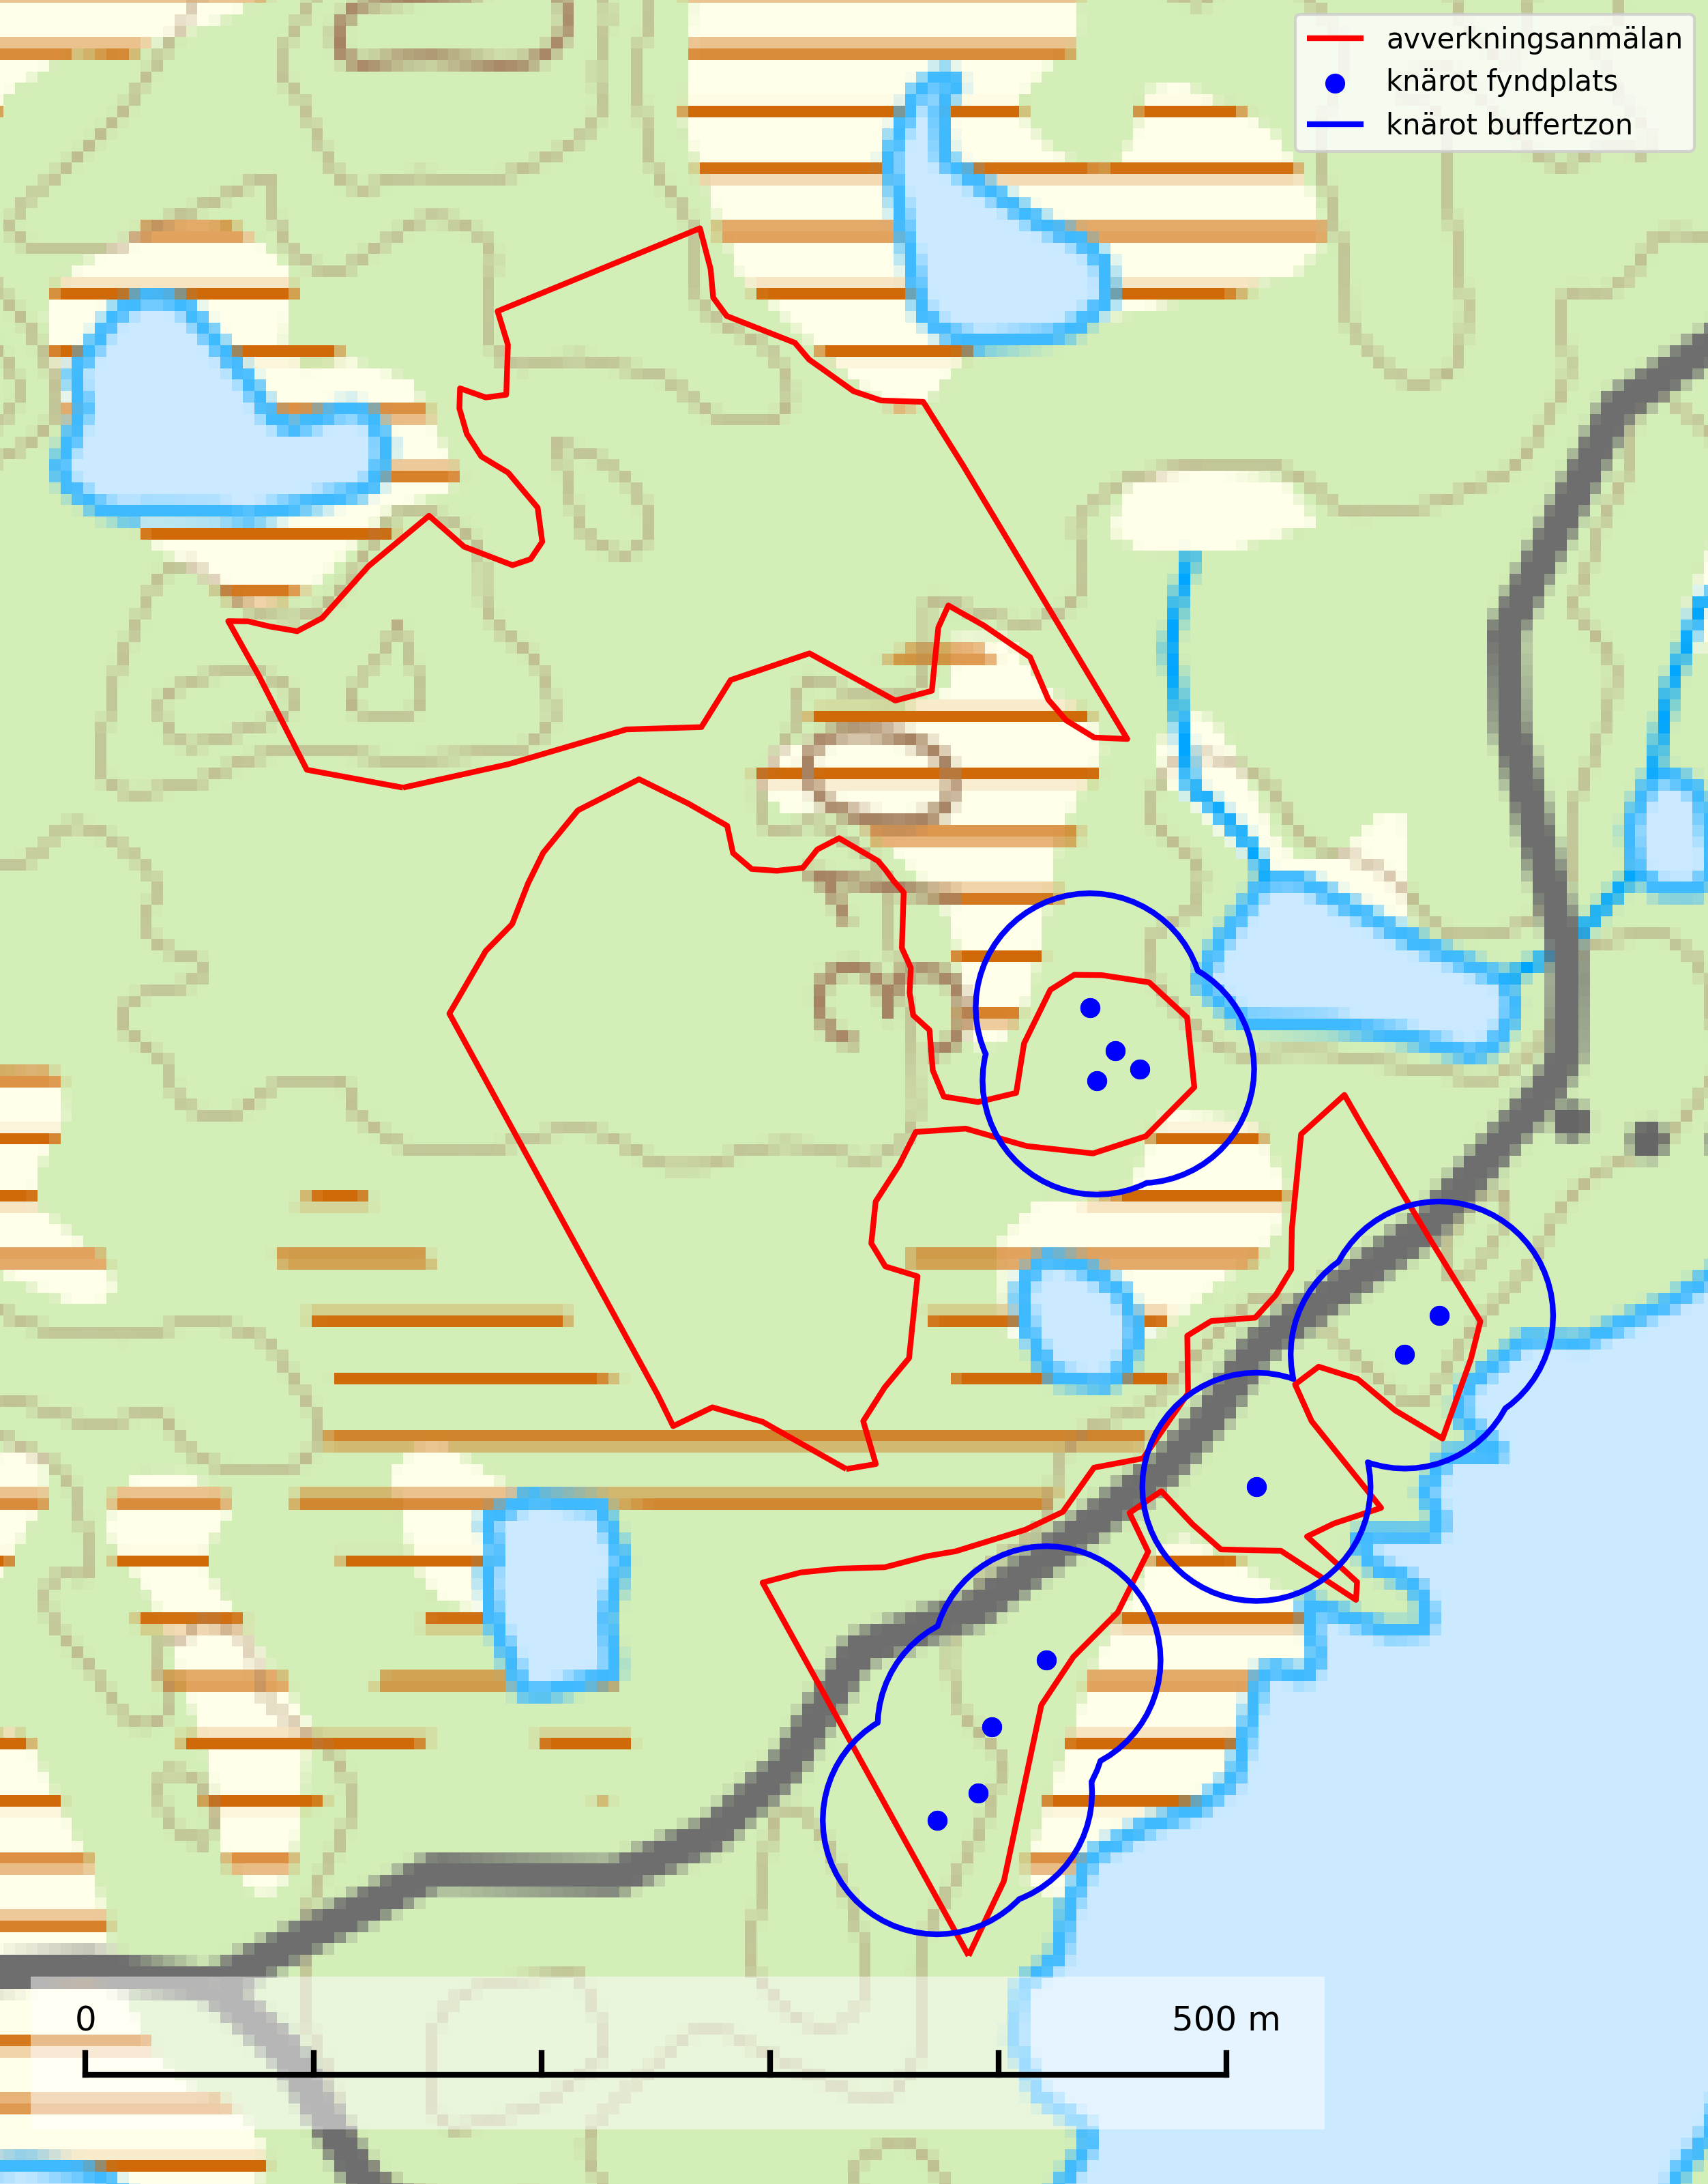 avverkningsanmälan
knärot fyndplats
knärot buffertzon
0
500 m